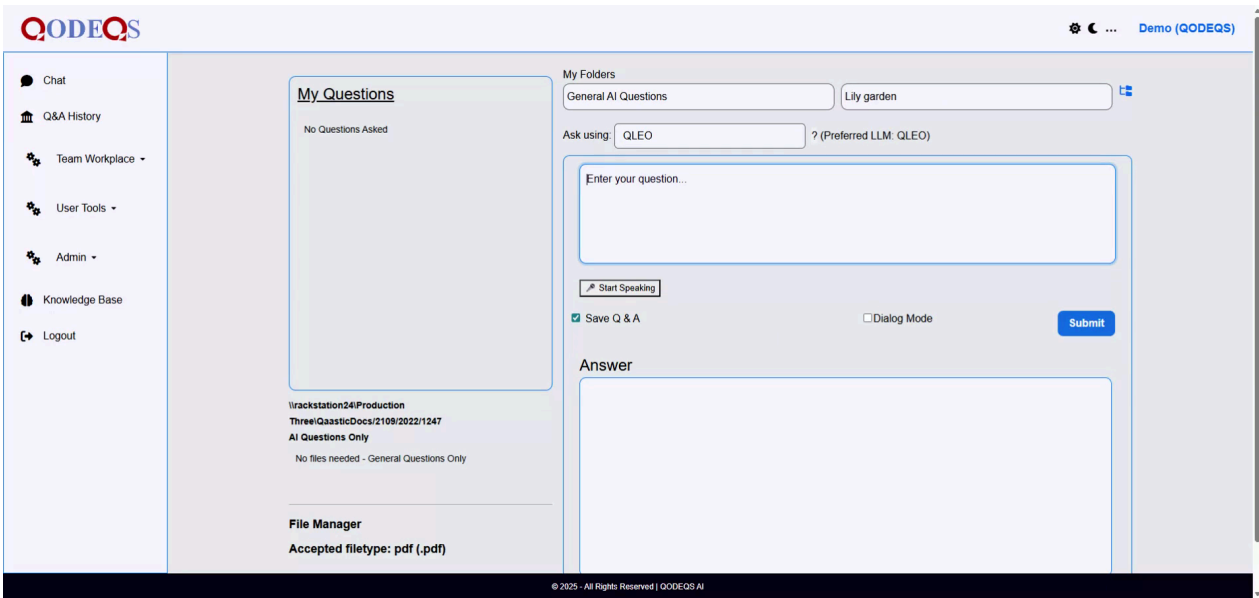 QODEQS
... Demo (QODEQS)
Chat
Q&A History
Team Workplace
User Tools
Admin
Knowledge Base
Logout
My Questions
No Questions Asked
\\rackstation24\Production
Three\QaasticDocs/2109/2022/1247
AI Questions Only
No files needed - General Questions Only
File Manager
Accepted filetype: pdf (.pdf)
My Folders
General AI Questions
Lily garden
Ask using: QLEO ? (Preferred LLM: QLEO)
Enter your question...
Start Speaking
Save Q & A
Dialog Mode
Submit
Answer
© 2025 - All Rights Reserved | QODEQS AI